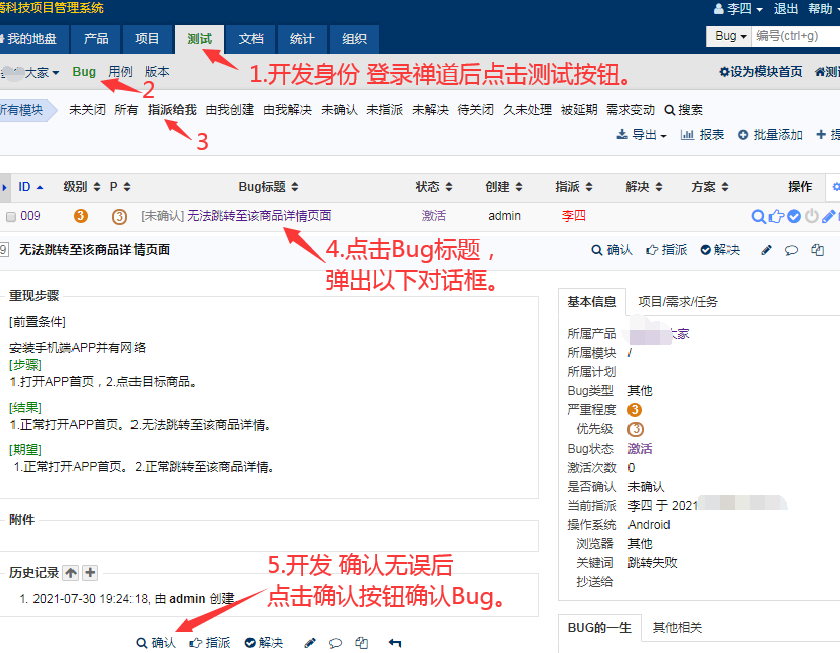 科技项目管理系统
李四 退出 帮助
我的地盘 产品 项目 测试 文档 统计 组织
Bug 编号(ctrl+g)
大家 Bug 用例 版本
设为模块首页
2
1.开发身份 登录禅道后点击测试按钮。
所有模块 未关闭 所有 指派给我 由我创建 由我解决 未确认 未指派 未解决 待关闭 久未处理 被延期 需求变动 搜索
3
导出 报表 批量添加
ID 级别 P Bug标题 状态 创建 指派 解决 方案 操作
009 3 3 [未确认] 无法跳转至该商品详情页面 激活 admin 李四
9 无法跳转至该商品详情页面 确认 指派 解决
4.点击Bug标题，
弹出以下对话框。
重现步骤
[前置条件]
安装手机端APP并有网络
[步骤]
1.打开APP首页，2.点击目标商品。
[结果]
1.正常打开APP首页。2.无法跳转至该商品详情。
[期望]
1.正常打开APP首页。2.正常跳转至该商品详情。
附件
历史记录
1. 2021-07-30 19:24::18, 由 admin 创建
5.开发 确认无误后
点击确认按钮确认Bug。
确认 指派 解决
基本信息 项目/需求/任务
所属产品 大家
所属模块 /
所属计划
Bug类型 其他
严重程度 3
优先级 3
Bug状态 激活
激活次数 0
是否确认 未确认
当前指派 李四 于 2021
操作系统 Android
浏览器 其他
关键词 跳转失败
抄送给
BUG的一生 其他相关